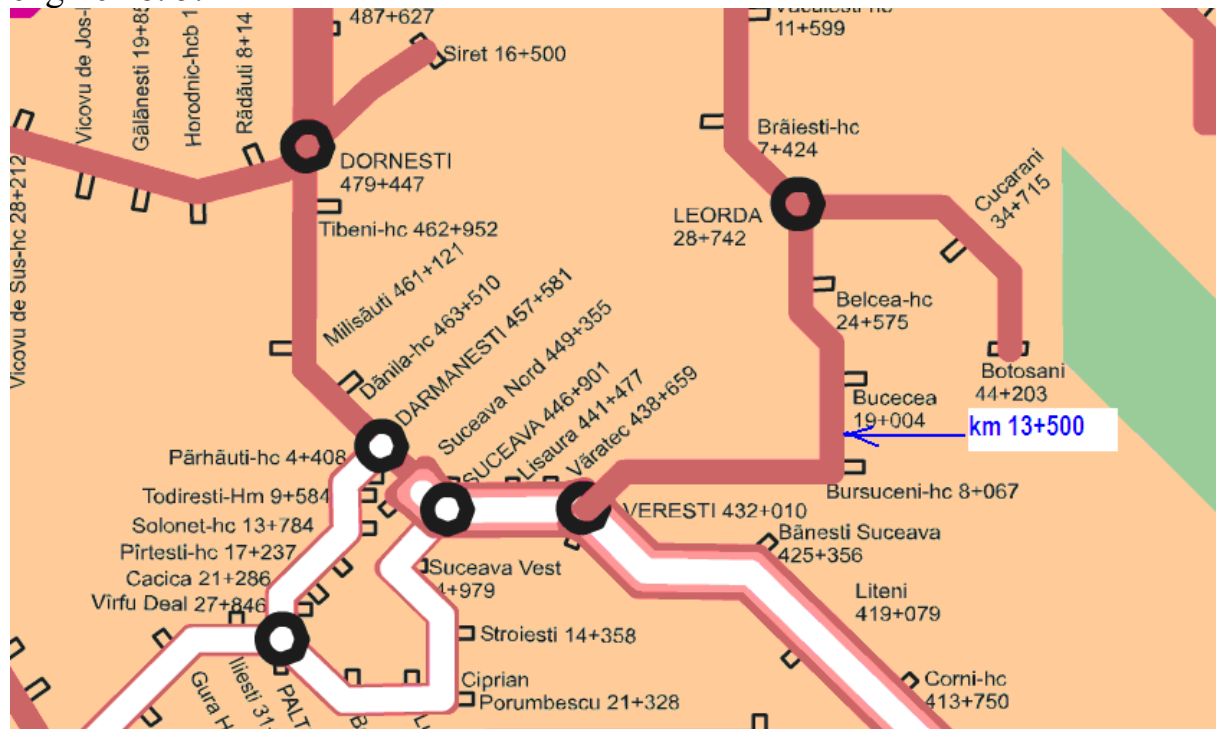 487+627
Siret 16+500
Vicovu de Jos-
Gălănesti 19+85
Horodnic-hcb 1
Rădăuti 8+14
Vicovu de Sus-hc 28+212
DORNESTI
479+447
Tibeni-hc 462+952
Milisăuti 461+121
Dănila-hc 463+510
DARMANESTI 457+581
Suceava Nord 449+355
SUCEAVA 446+901
Lisaura 441+477
Văratec 438+659
VERESTI 432+010
11+599
Brăiesti-hc
7+424
LEORDA
28+742
Cucarani
34+715
Belcea-hc
24+575
Botosani
44+203
Bucecea
19+004
km 13+500
Bursuceni-hc 8+067
Bănesti Suceava
425+356
Liteni
419+079
Corni-hc
413+750
Părhăuti-hc 4+408
Todiresti-Hm 9+584
Solonet-hc 13+784
Pîrtesti-hc 17+237
Cacica 21+286
Vîrfu Deal 27+846
Suceava Vest
4+979
Stroiesti 14+358
Ciprian
Porumbescu 21+328
Gura H
Iliesti 31
PALT